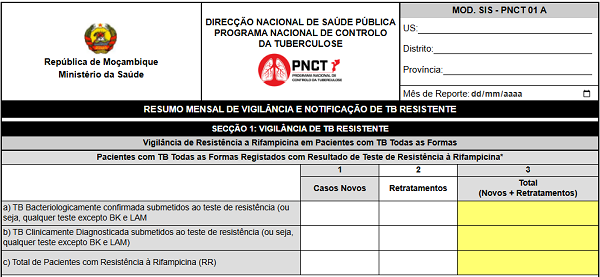 República de Moçambique
Ministério da Saúde
DIRECÇÃO NACIONAL DE SAÚDE PÚBLICA
PROGRAMA NACIONAL DE CONTROLO
DA TUBERCULOSE
PNCT
PROGRAMA NACIONAL DE
CONTROLO DA TUBERCULOSE
MOD. SIS - PNCT 01 A
US:
Distrito:
Província:
Mês de Reporte: dd/mm/aaaa
RESUMO MENSAL DE VIGILÂNCIA E NOTIFICAÇÃO DE TB RESISTENTE
SECÇÃO 1: VIGILÂNCIA DE TB RESISTENTE
Vigilância de Resistência a Rifampicina em Pacientes com TB Todas as Formas
Pacientes com TB Todas as Formas Registados com Resultado de Teste de Resistência à Rifampicina*
1 2 3
Casos Novos Retratamentos Total
(Novos + Retratamentos)
a) TB Bacteriologicamente confirmada submetidos ao teste de resistência (ou
seja, qualquer teste excepto BK e LAM
b) TB Clinicamente Diagnosticada submetidos ao teste de resistência (ou seja,
qualquer teste excepto BK e LAM)
c) Total de Pacientes com Resistência à Rifampicina (RR)